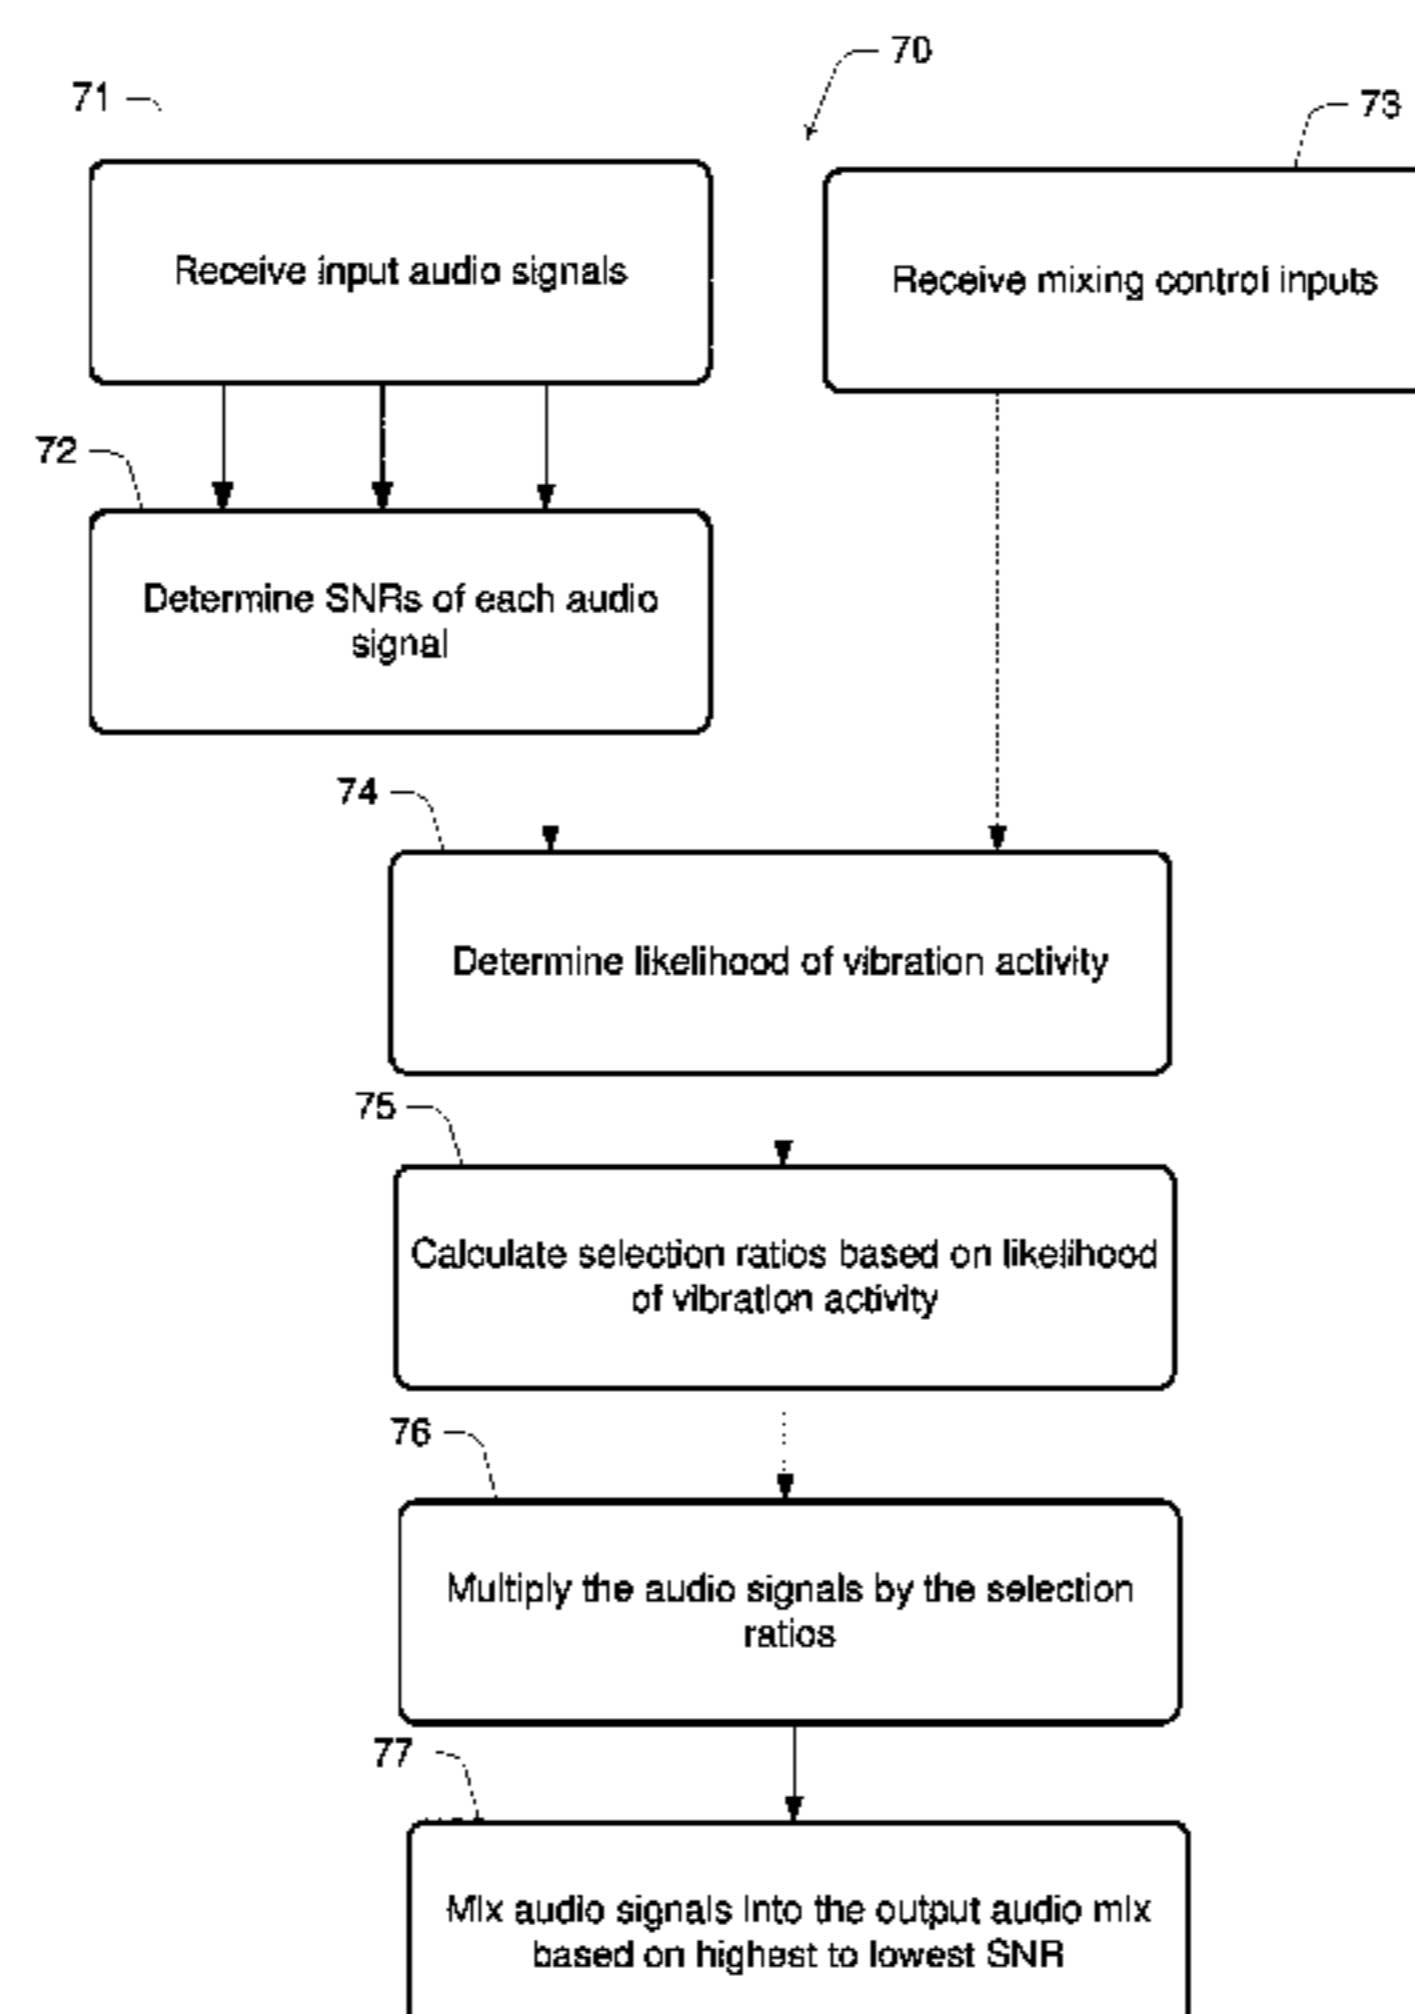 70
71
73
Receive input audio signals
Receive mixing control inputs
72
Determine SNRs of each audio
signal
74
Determine likelihood of vibration activity
75
Calculate selection ratios based on likelihood
of vibration activity
76
Multiply the audio signals by the selection
ratios
77
Mix audio signals into the output audio mix
based on highest to lowest SNR